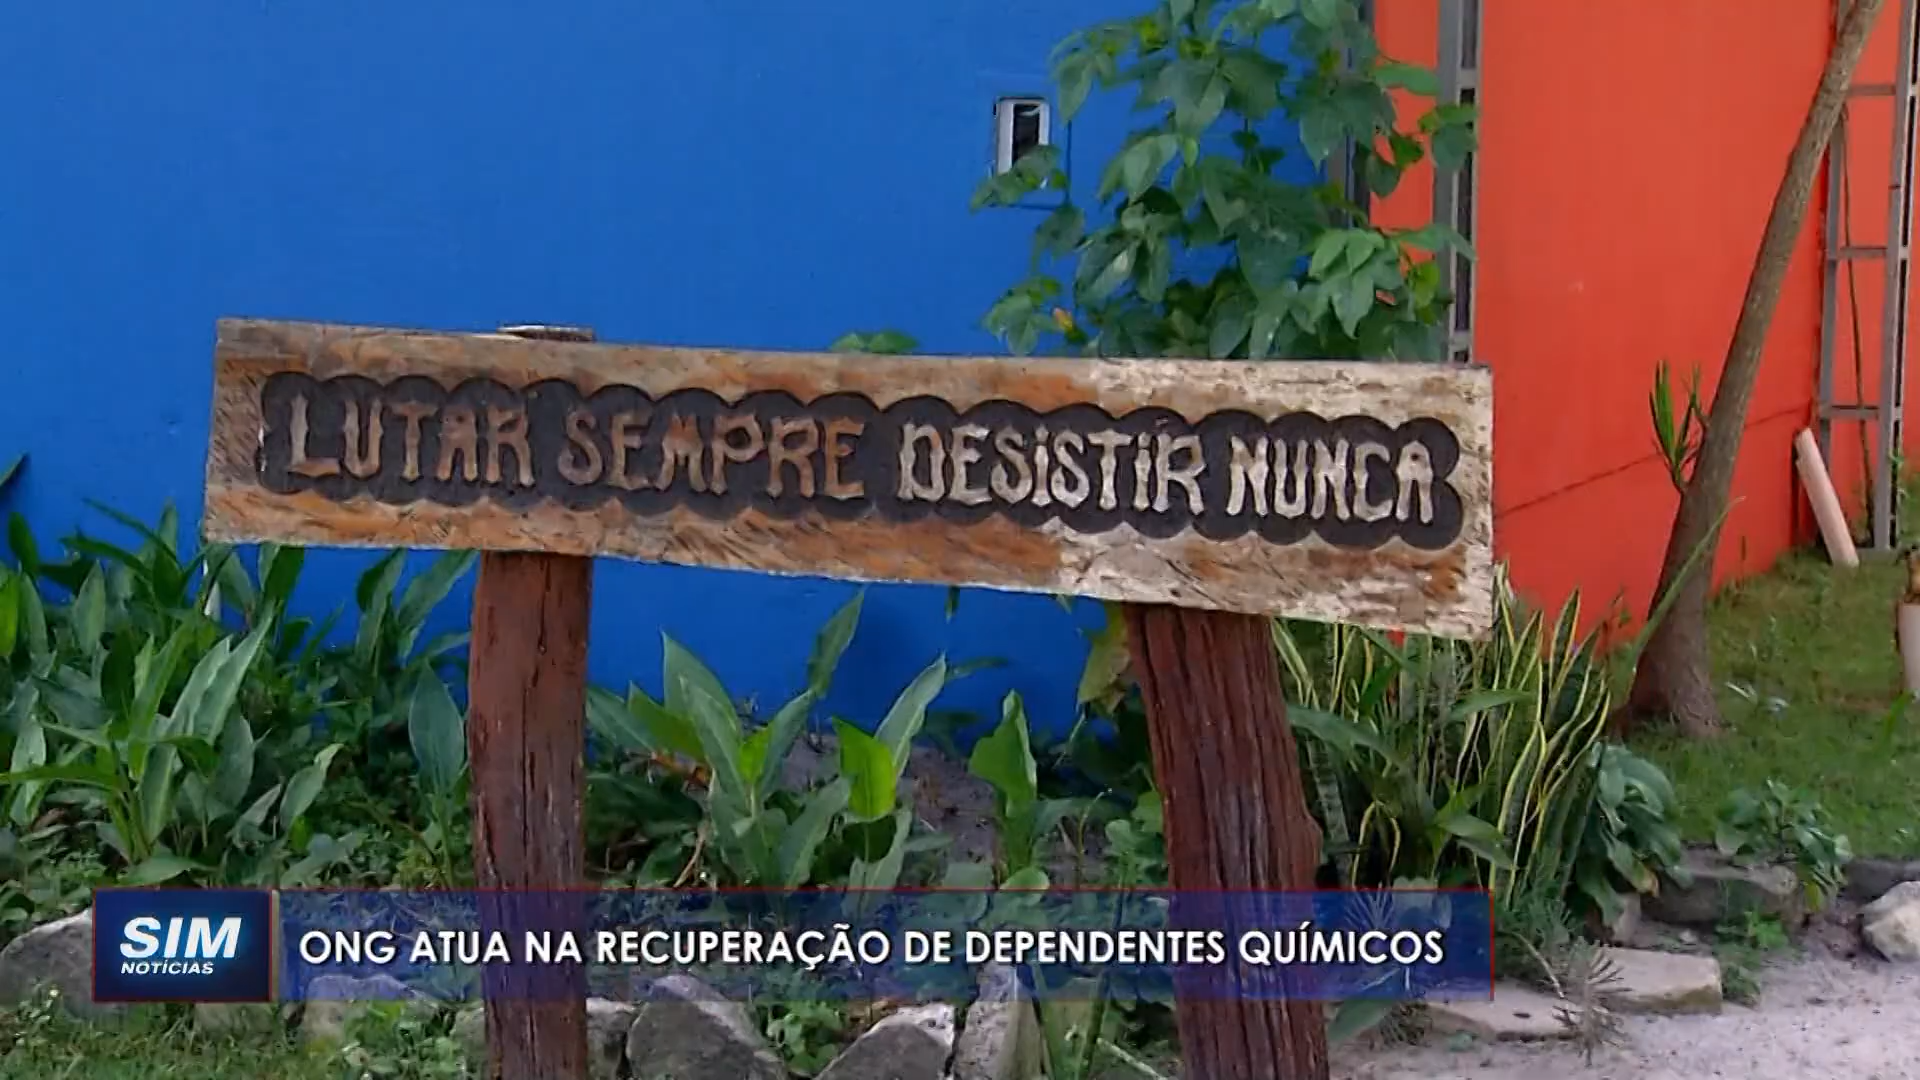 LUTAR SEMPRE DESISTIR NUNCA
SIM
NOTÍCIAS
ONG ATUA NA RECUPERAÇÃO DE DEPENDENTES QUÍMICOS